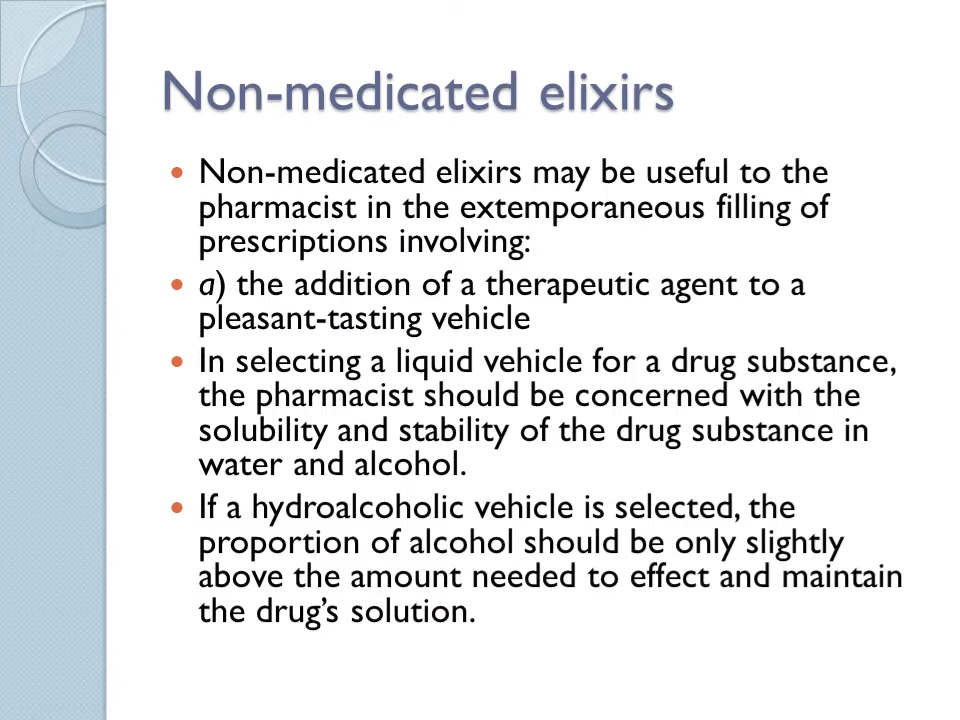 Non-medicated elixirs
• Non-medicated elixirs may be useful to the
pharmacist in the extemporaneous filling of
prescriptions involving:
• a) the addition of a therapeutic agent to a
pleasant-tasting vehicle
• In selecting a liquid vehicle for a drug substance,
the pharmacist should be concerned with the
solubility and stability of the drug substance in
water and alcohol.
• If a hydroalcoholic vehicle is selected, the
proportion of alcohol should be only slightly
above the amount needed to effect and maintain
the drug’s solution.